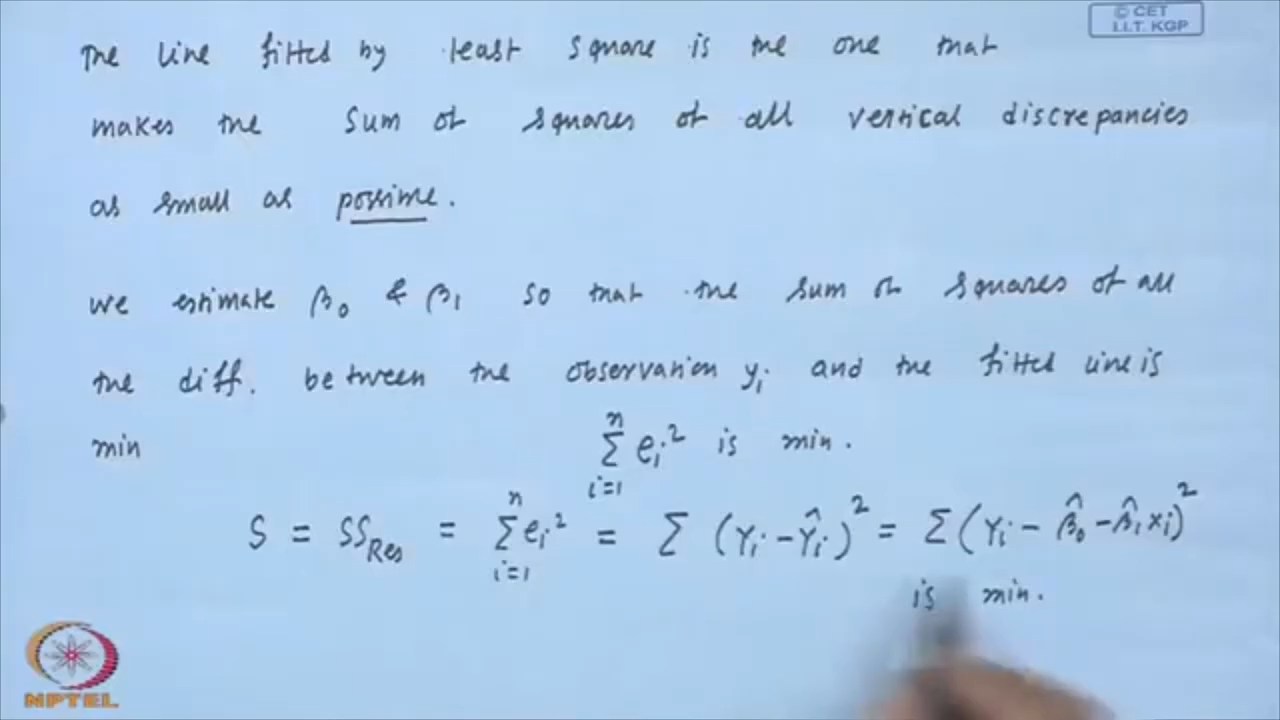 © CET
I.I.T. KGP
The line fitted by least square is the one that
makes the sum of squares of all vertical discrepancies
as small as possible.
we estimate β₀ & β₁ so that the sum of squares of all
the diff. between the observation yᵢ and the fitted line is
min
∑ᵢ₌₁ⁿ eᵢ² is min.
S = SS_Res = ∑ᵢ₌₁ⁿ eᵢ² = ∑ (Yᵢ - Ŷᵢ)² = ∑(Yᵢ - β̂₀ - β̂₁xᵢ)²
is min.
NPTEL